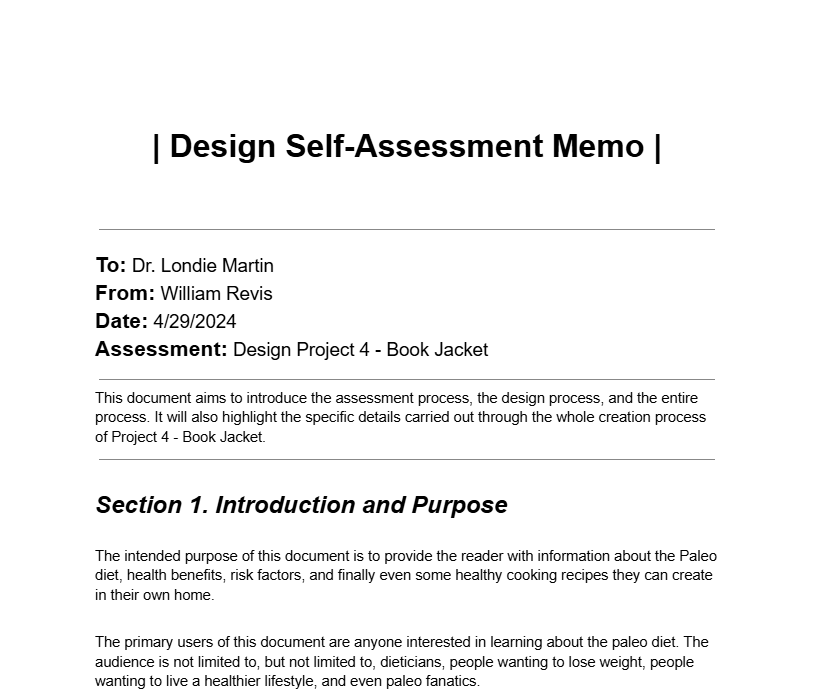 | Design Self-Assessment Memo |
To: Dr. Londie Martin
From: William Revis
Date: 4/29/2024
Assessment: Design Project 4 - Book Jacket
This document aims to introduce the assessment process, the design process, and the entire
process. It will also highlight the specific details carried out through the whole creation process
of Project 4 - Book Jacket.
Section 1. Introduction and Purpose
The intended purpose of this document is to provide the reader with information about the Paleo
diet, health benefits, risk factors, and finally even some healthy cooking recipes they can create
in their own home.
The primary users of this document are anyone interested in learning about the paleo diet. The
audience is not limited to, but not limited to, dieticians, people wanting to lose weight, people
wanting to live a healthier lifestyle, and even paleo fanatics.